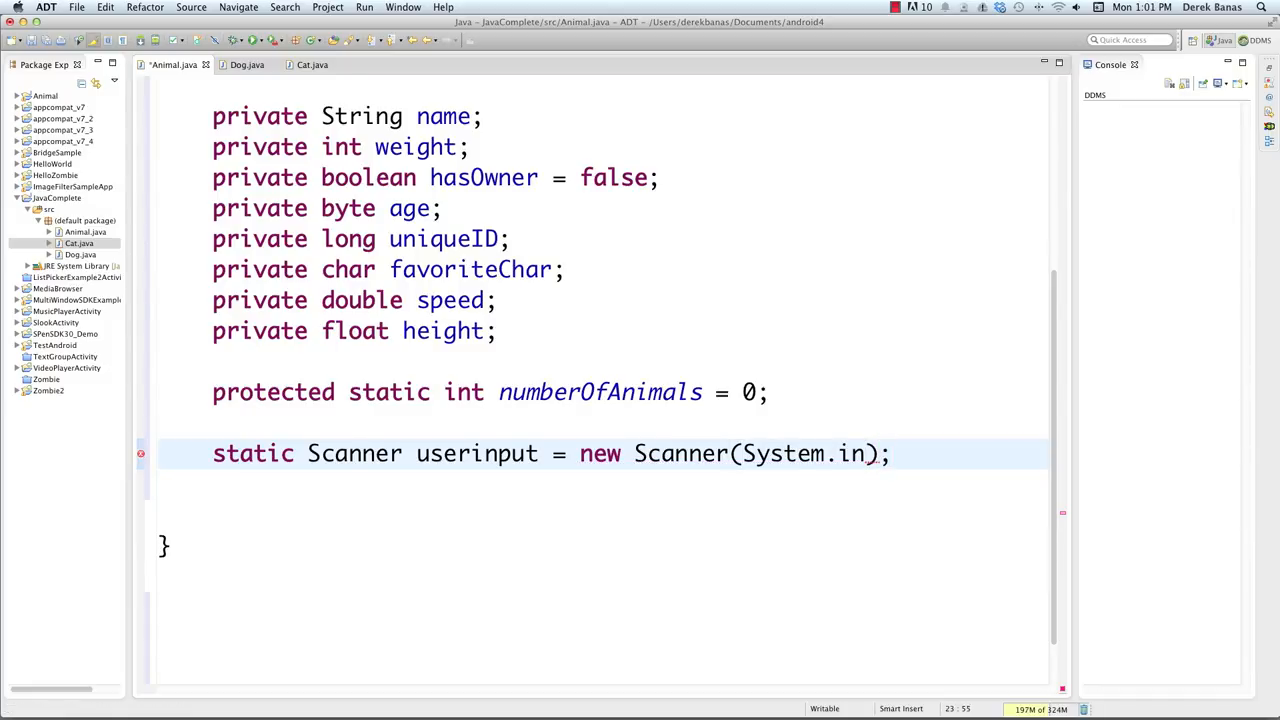 ADT File Edit Refactor Source Navigate Search Project Run Window Help
10 Mon 1:01 PM Derek Banas
Java – JavaComplete/src/Animal.java – ADT – /Users/derekbanas/Documents/android4
Quick Access Java DDMS
Package Exp
*Animal.java Dog.java Cat.java
Console
DDMS
Animal
appcompat_v7
appcompat_v7_2
appcompat_v7_3
appcompat_v7_4
BridgeSample
HelloWorld
HelloZombie
ImageFilterSampleApp
JavaComplete
src
(default package)
Animal.java
Cat.java
Dog.java
JRE System Library [Ja
ListPickerExample2Activi
MediaBrowser
MultiWindowSDKExample
MusicPlayerActivity
SlookActivity
SPenSDK30_Demo
TestAndroid
TextGroupActivity
VideoPlayerActivity
Zombie
Zombie2
private String name;
private int weight;
private boolean hasOwner = false;
private byte age;
private long uniqueID;
private char favoriteChar;
private double speed;
private float height;
protected static int numberOfAnimals = 0;
static Scanner userinput = new Scanner(System.in);
}
Writable Smart Insert 23 : 55 197M of 324M